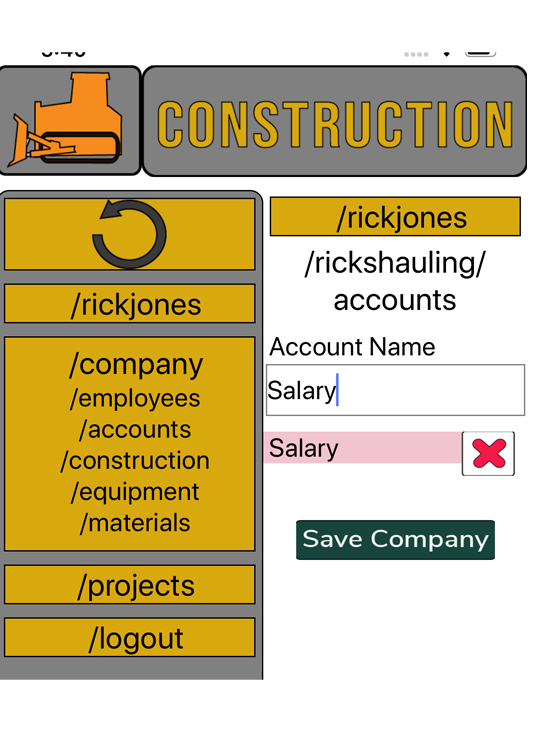 CONSTRUCTION
/rickjones
/company
/employees
/accounts
/construction
/equipment
/materials
/projects
/logout
/rickjones
/rickshauling/
accounts
Account Name
Salary
Salary
Save Company